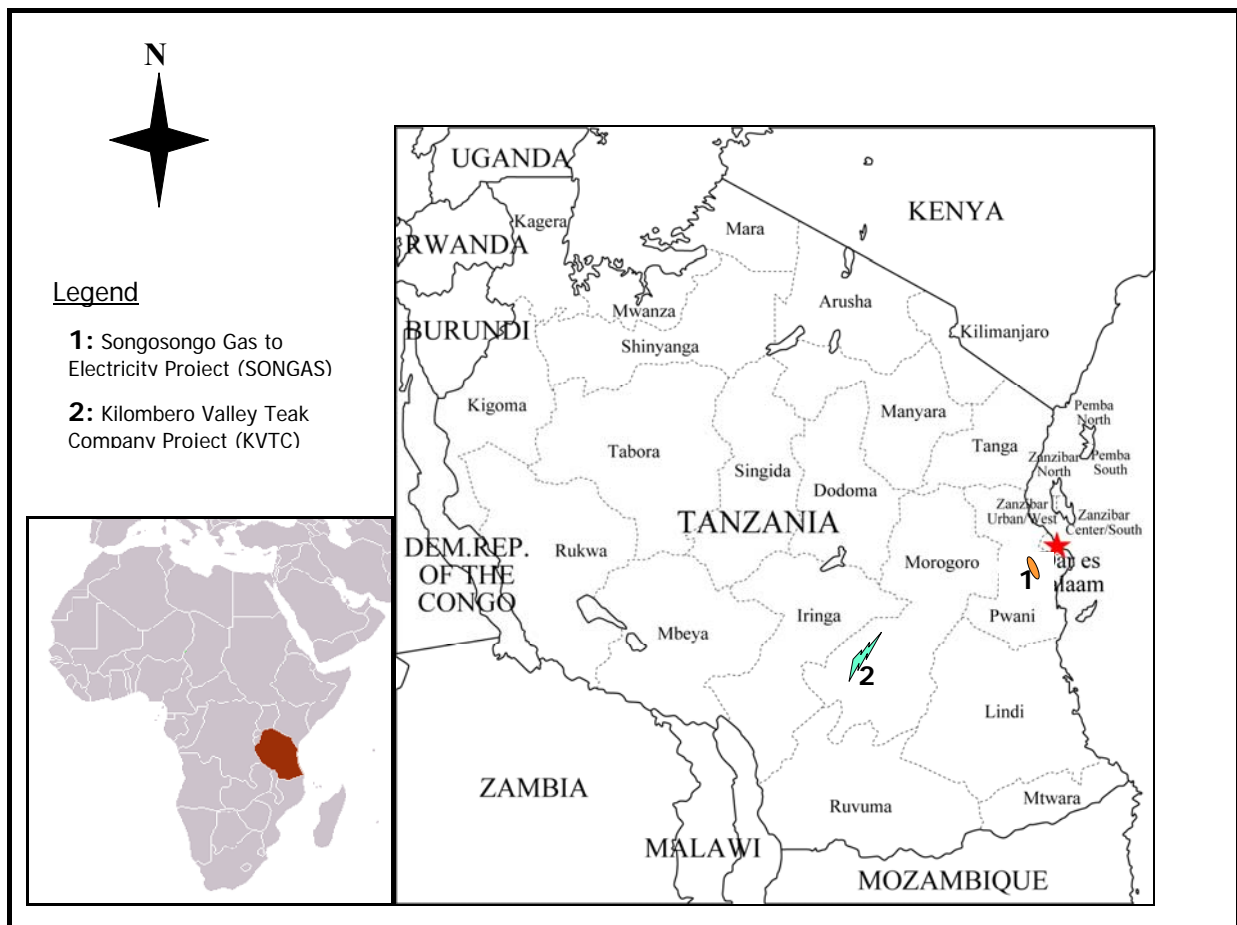 N
Legend
1: Songosongo Gas to
Electricity Project (SONGAS)
2: Kilombero Valley Teak
Company Project (KVTC)
UGANDA
KENYA
Kagera
Mara
RWANDA
Arusha
Mwanza
BURUNDI
Kilimanjaro
Shinyanga
Kigoma
Manyara
Pemba
North
Tabora
Tanga
Zanzibar
North
Pemba
South
Singida
Dodoma
TANZANIA
Zanzibar
Urban/West
Zanzibar
Center/South
DEM.REP.
OF THE
CONGO
Rukwa
Morogoro
1
ar es
laam
Iringa
Pwani
Mbeya
2
Lindi
ZAMBIA
Ruvuma
Mtwara
MALAWI
MOZAMBIQUE